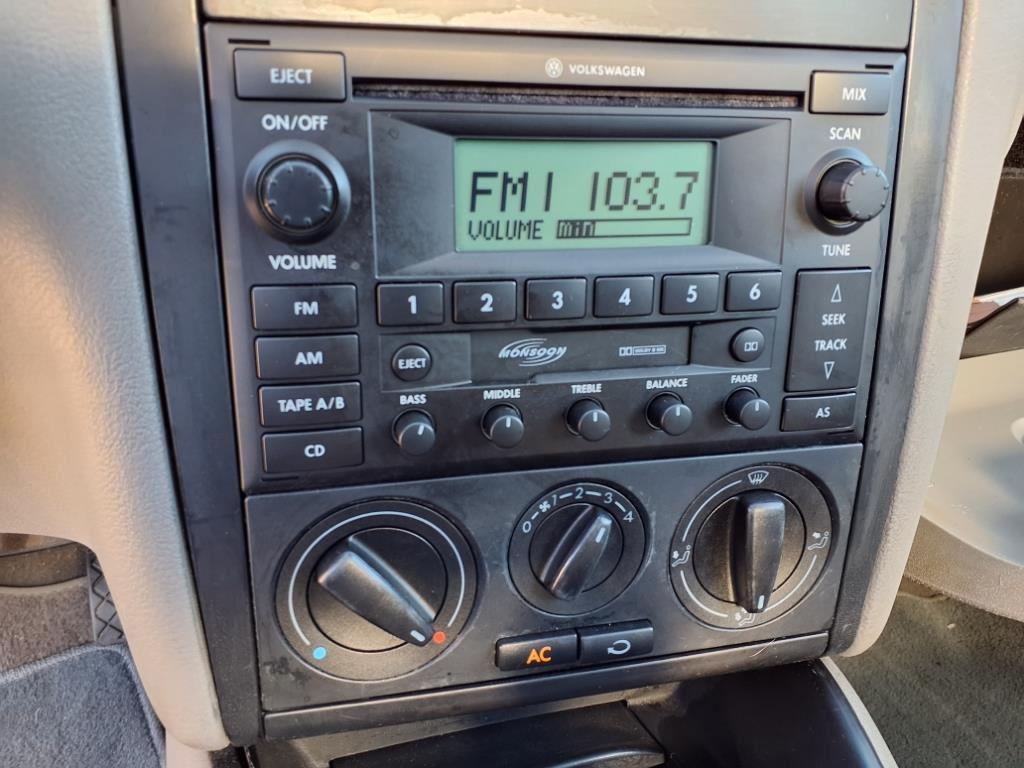 VOLKSWAGEN
EJECT
MIX
ON/OFF
SCAN
FM1 103.7
VOLUME min
VOLUME
TUNE
FM
1 2 3 4 5 6
SEEK
TRACK
AM
EJECT
MONSOON
DOLBY B NR
TAPE A/B
BASS MIDDLE TREBLE BALANCE FADER
AS
CD
0 1 2 3 4
AC